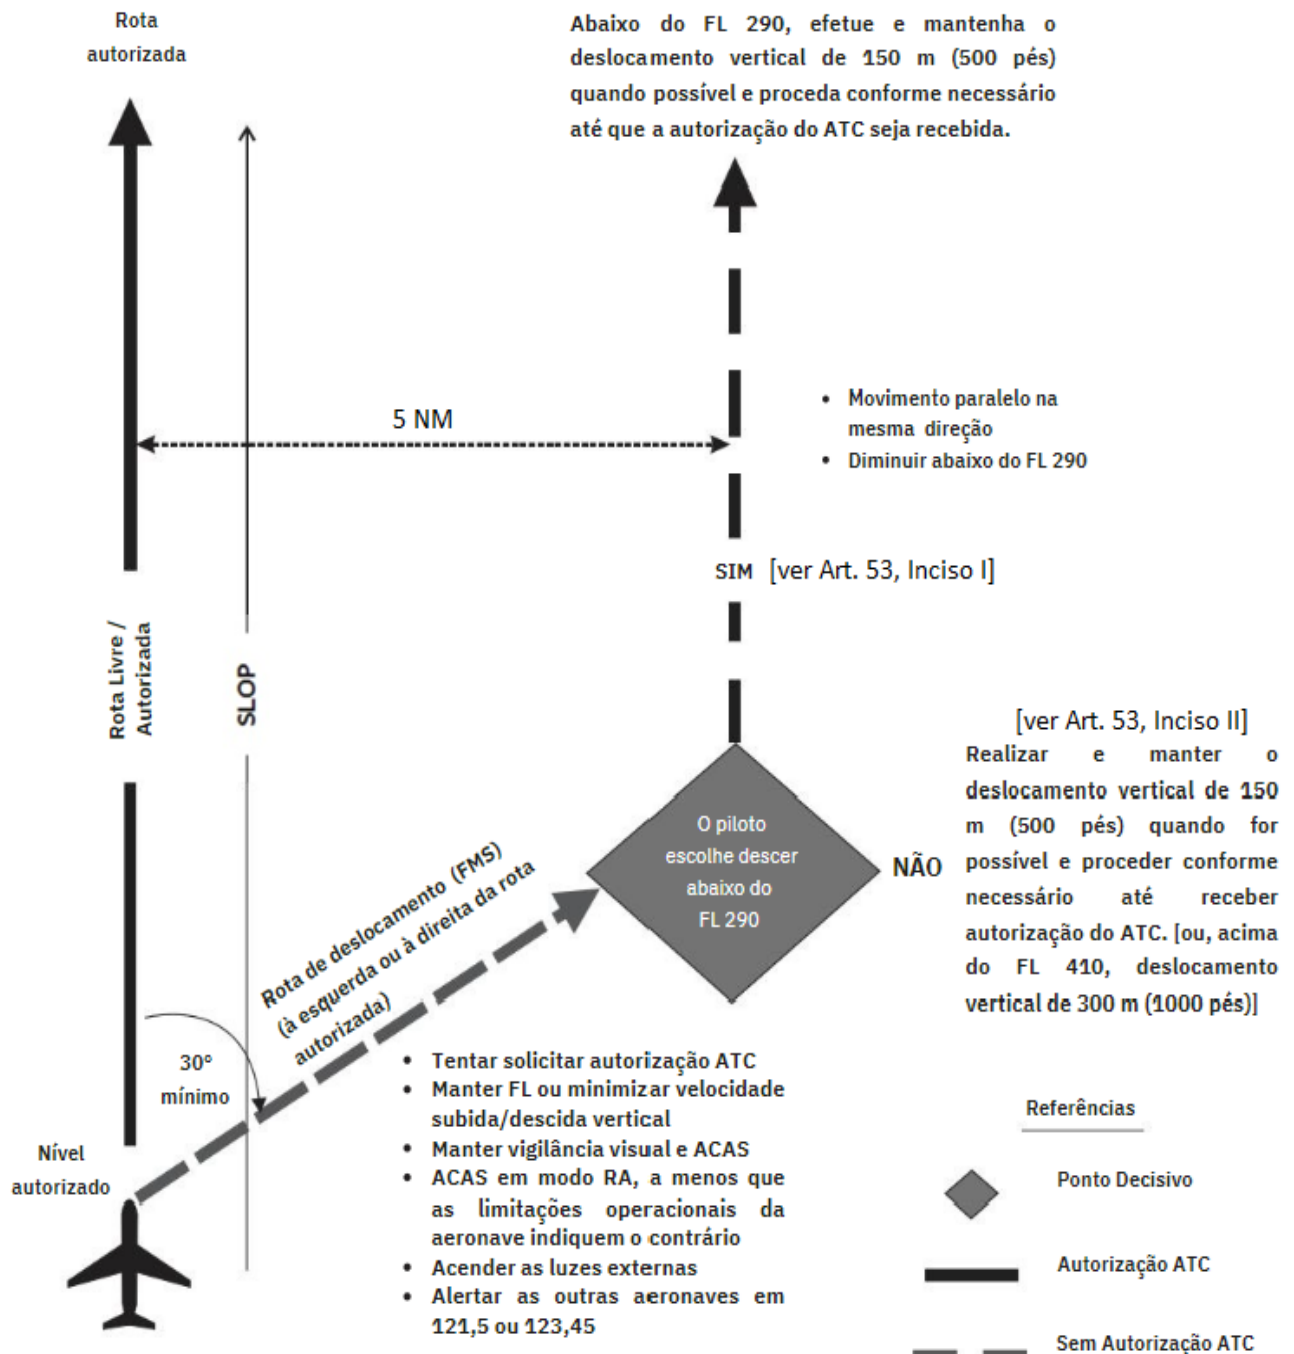 Rota
autorizada
Abaixo do FL 290, efetue e mantenha o
deslocamento vertical de 150 m (500 pés)
quando possível e proceda conforme necessário
até que a autorização do ATC seja recebida.
5 NM
• Movimento paralelo na
mesma direção
• Diminuir abaixo do FL 290
SIM [ver Art. 53, Inciso I]
Rota Livre /
Autorizada
SLOP
[ver Art. 53, Inciso II]
Realizar e manter o
deslocamento vertical de 150
m (500 pés) quando for
possível e proceder conforme
necessário até receber
autorização do ATC. [ou, acima
do FL 410, deslocamento
vertical de 300 m (1000 pés)]
O piloto
escolhe descer
abaixo do
FL 290
NÃO
Rota de deslocamento (FMS)
(à esquerda ou à direita da rota
autorizada)
30°
mínimo
Nível
autorizado
• Tentar solicitar autorização ATC
• Manter FL ou minimizar velocidade
subida/descida vertical
• Manter vigilância visual e ACAS
• ACAS em modo RA, a menos que
as limitações operacionais da
aeronave indiquem o contrário
• Acender as luzes externas
• Alertar as outras aeronaves em
121,5 ou 123,45
Referências
Ponto Decisivo
Autorização ATC
Sem Autorização ATC